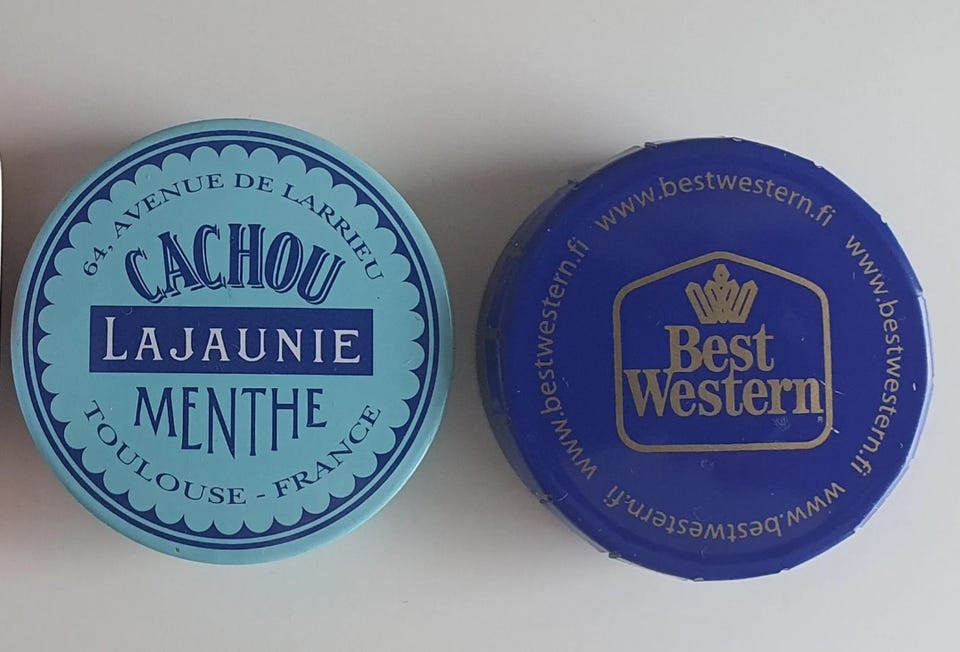 64, AVENUE DE LARRIEU
CACHOU
LAJAUNIE
MENTHE
TOULOUSE - FRANCE
www.bestwestern.fi
www.bestwestern.fi
www.bestwestern.fi
www.bestwestern.fi
Best
Western
®